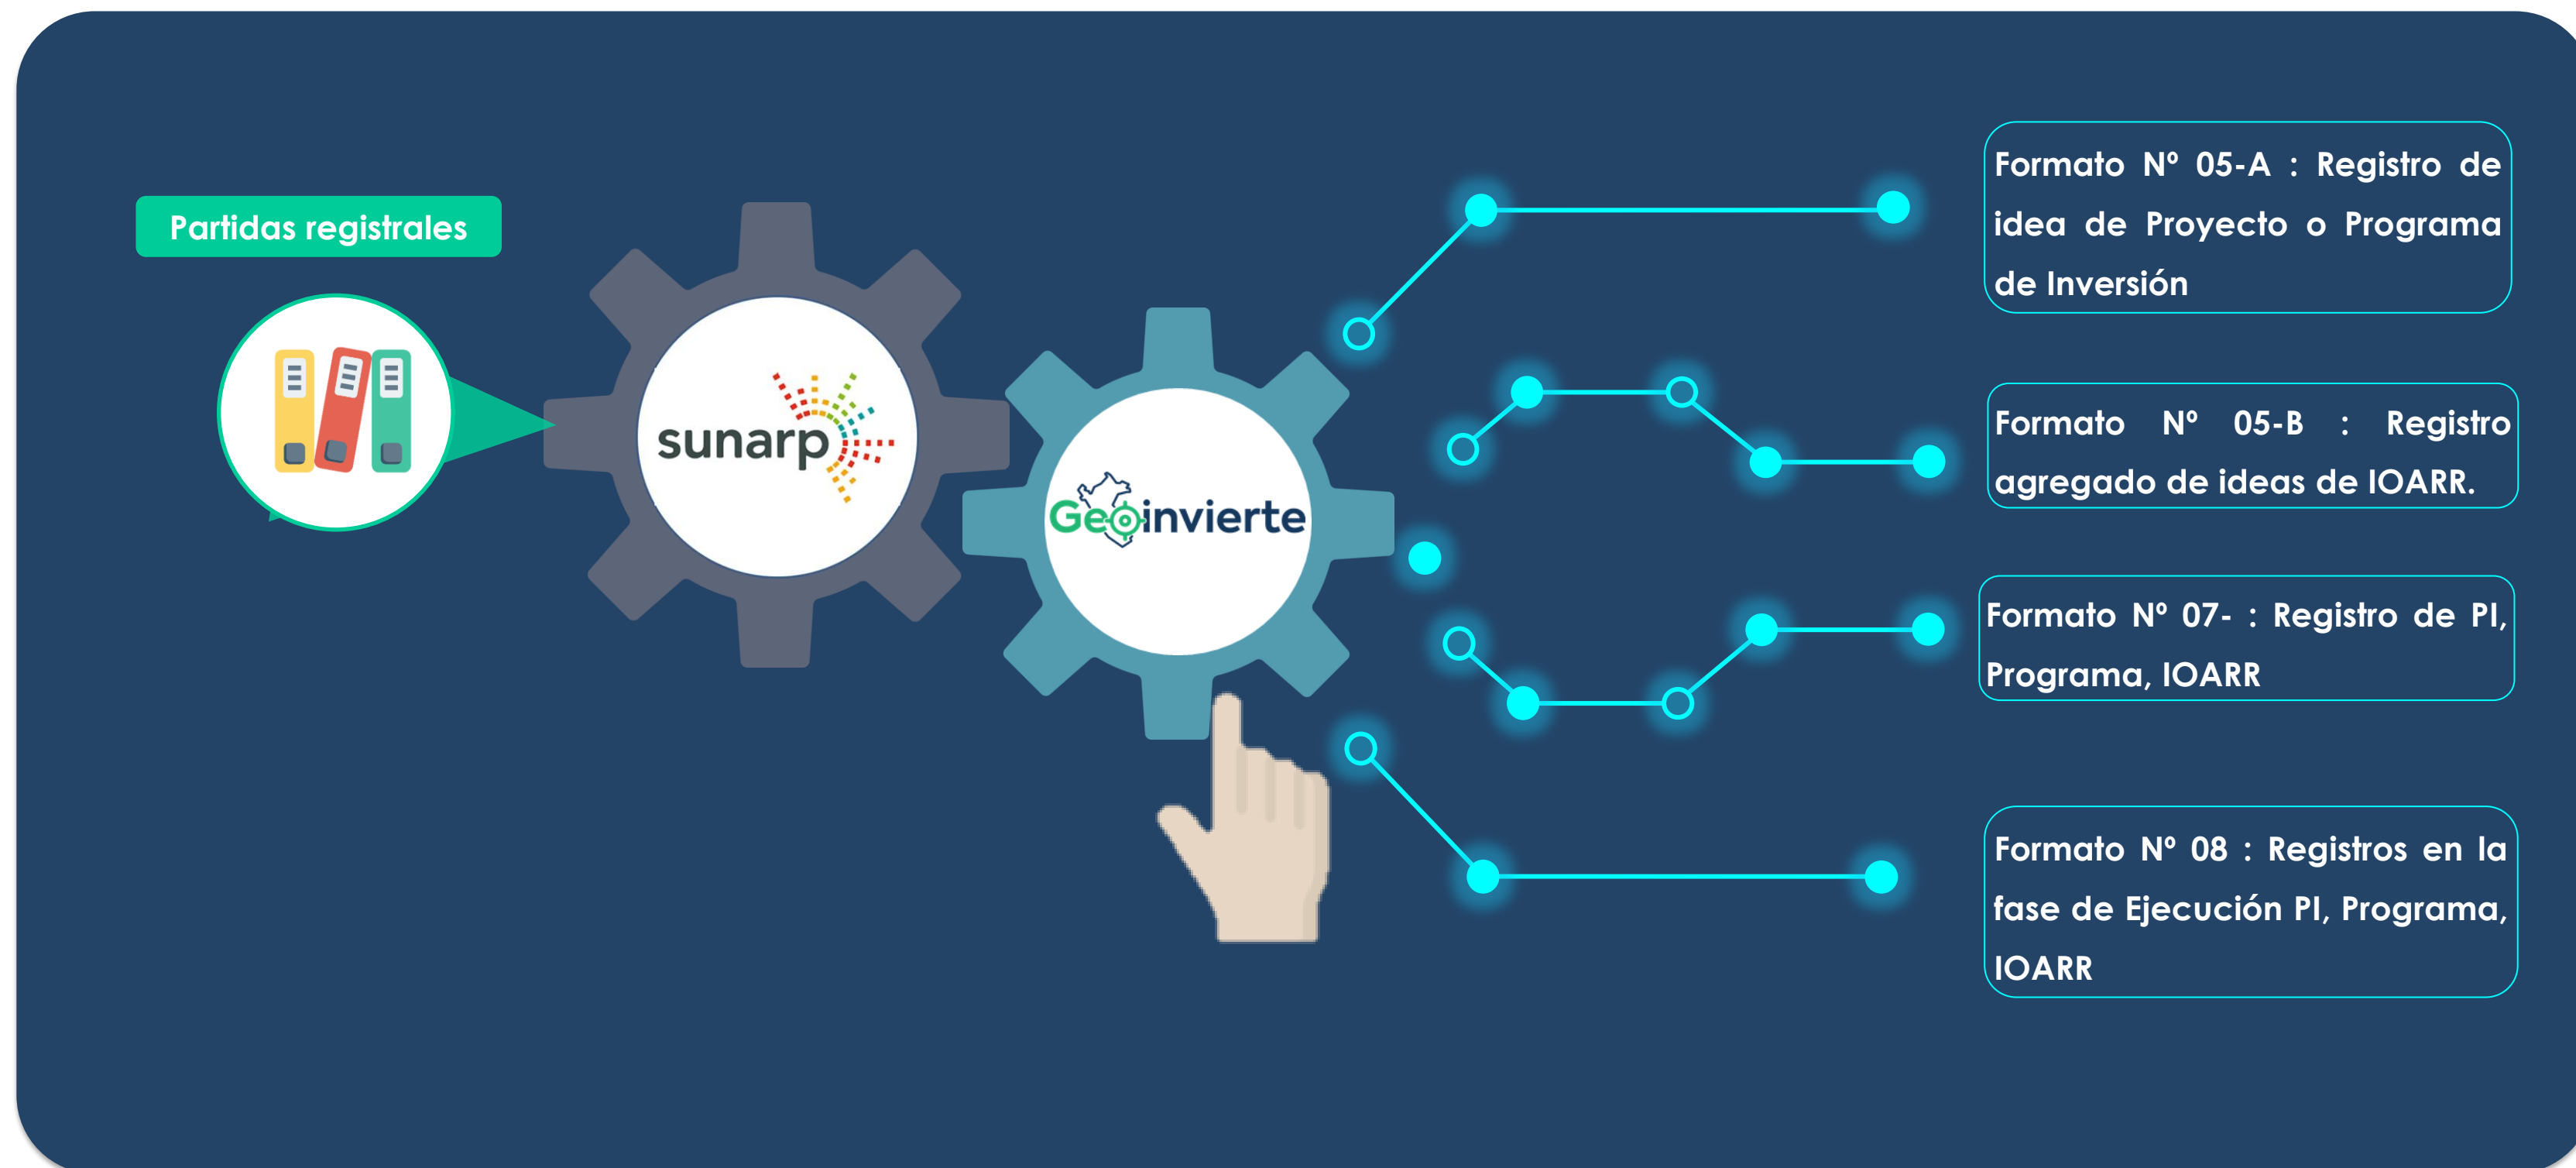 Partidas registrales
sunarp
Geoinvierte
Formato Nº 05-A : Registro de
idea de Proyecto o Programa
de Inversión
Formato Nº 05-B : Registro
agregado de ideas de IOARR.
Formato Nº 07- : Registro de PI,
Programa, IOARR
Formato Nº 08 : Registros en la
fase de Ejecución PI, Programa,
IOARR